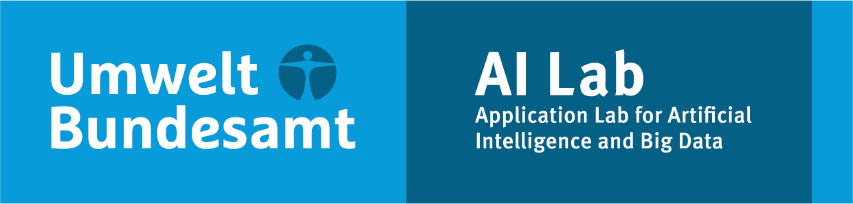 Umwelt
Bundesamt
AI Lab
Application Lab for Artificial
Intelligence and Big Data